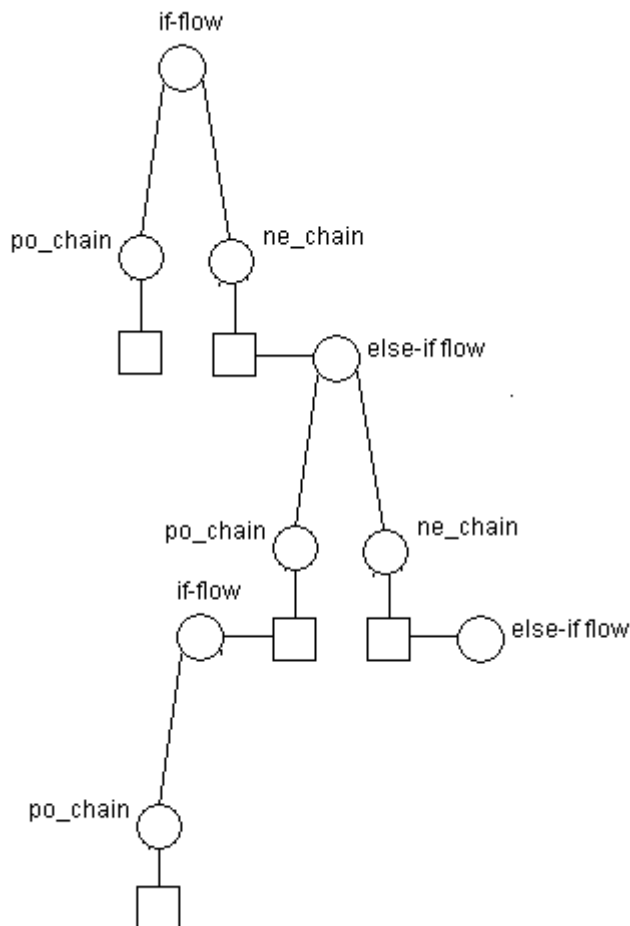 if-flow
po_chain
ne_chain
else-if flow
po_chain
ne_chain
if-flow
else-if flow
po_chain